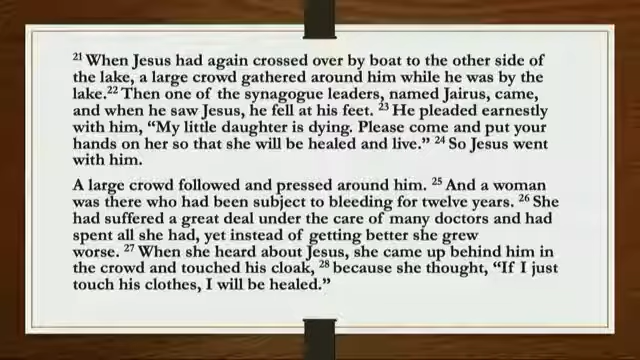 ²¹ When Jesus had again crossed over by boat to the other side of
the lake, a large crowd gathered around him while he was by the
lake.²² Then one of the synagogue leaders, named Jairus, came,
and when he saw Jesus, he fell at his feet. ²³ He pleaded earnestly
with him, “My little daughter is dying. Please come and put your
hands on her so that she will be healed and live.” ²⁴ So Jesus went
with him.
A large crowd followed and pressed around him. ²⁵ And a woman
was there who had been subject to bleeding for twelve years. ²⁶ She
had suffered a great deal under the care of many doctors and had
spent all she had, yet instead of getting better she grew
worse. ²⁷ When she heard about Jesus, she came up behind him in
the crowd and touched his cloak, ²⁸ because she thought, “If I just
touch his clothes, I will be healed.”